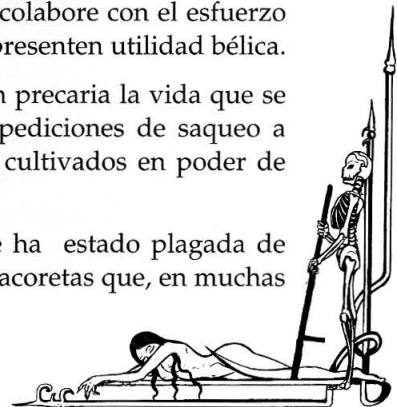 colabore con el esfuerzo
presenten utilidad bélica.
precaria la vida que se
pediciones de saqueo a
cultivados en poder de
ha estado plagada de
acoretas que, en muchas